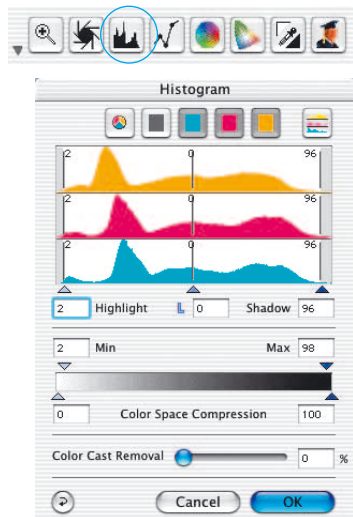 Histogram
2 0 96
2 0 96
2 0 96
2 Highlight L 0 Shadow 96
2 Min Max 98
0 Color Space Compression 100
Color Cast Removal 0 %
Cancel OK